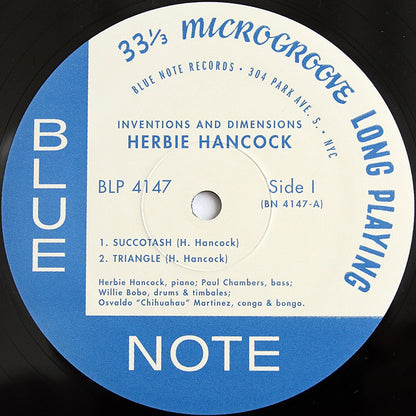 33⅓ MICROGROOVE LONG PLAYING
BLUE NOTE RECORDS • 304 PARK AVE. S., • NYC
INVENTIONS AND DIMENSIONS
HERBIE HANCOCK
BLP 4147
Side I
(BN 4147-A)
1. SUCCOTASH (H. Hancock)
2. TRIANGLE (H. Hancock)
Herbie Hancock, piano; Paul Chambers, bass;
Willie Bobo, drums & timbales;
Osvaldo "Chihuahau" Martinez, conga & bongo.
BLUE
NOTE